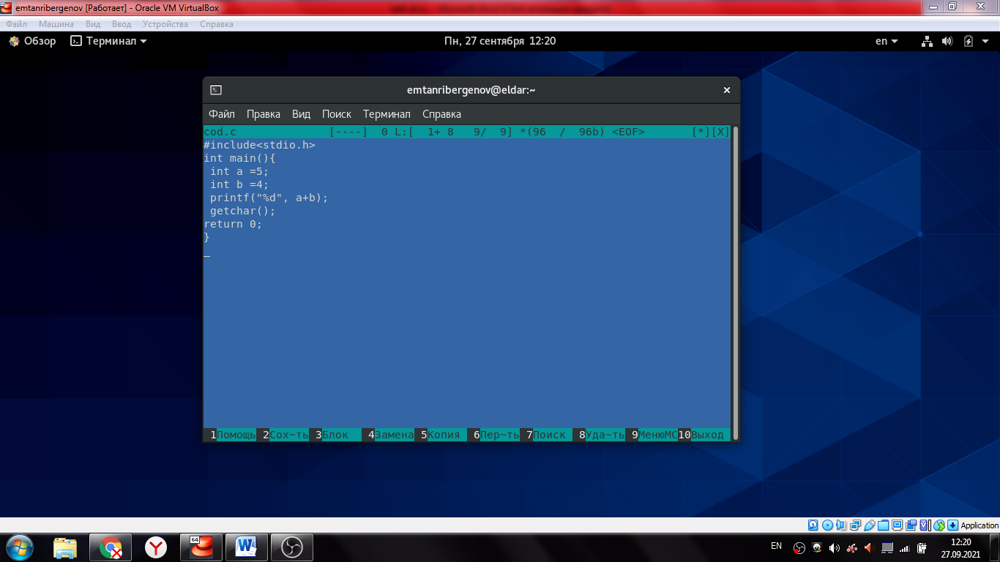 emtanribergenov [Работает] - Oracle VM VirtualBox
Файл Машина Вид Ввод Устройства Справка
Обзор Терминал Пн, 27 сентября 12:20 en
emtanribergenov@eldar:~
Файл Правка Вид Поиск Терминал Справка
cod.c [----] 0 L:[ 1+ 8 9/ 9] *(96 / 96b) <EOF> [*][X]
#include<stdio.h>
int main(){
int a =5;
int b =4;
printf("%d", a+b);
getchar();
return 0;
}
1Помощь 2Сох~ть 3Блок 4Замена 5Копия 6Пер~ть 7Поиск 8Уда~ть 9МенюMC 10Выход
Application
64
EN 12:20
27.09.2021